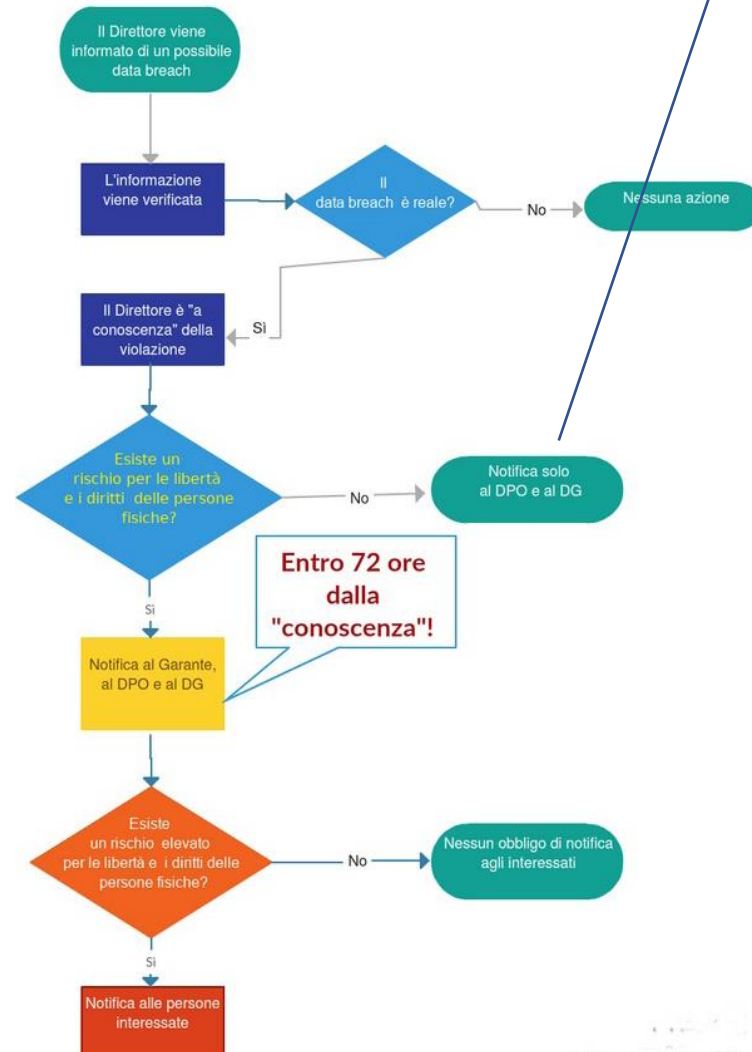 Il Direttore viene
informato di un possibile
data breach
L'informazione
viene verificata
Il
data breach è reale?
No
Nessuna azione
Sì
Il Direttore è "a
conoscenza" della
violazione
Esiste un
rischio per le libertà
e i diritti delle persone
fisiche?
No
Notifica solo
al DPO e al DG
Entro 72 ore
dalla
"conoscenza"!
Sì
Notifica al Garante,
al DPO e al DG
Esiste
un rischio elevato
per le libertà e i diritti delle
persone fisiche?
No
Nessun obbligo di notifica
agli interessati
Sì
Notifica alle persone
interessate